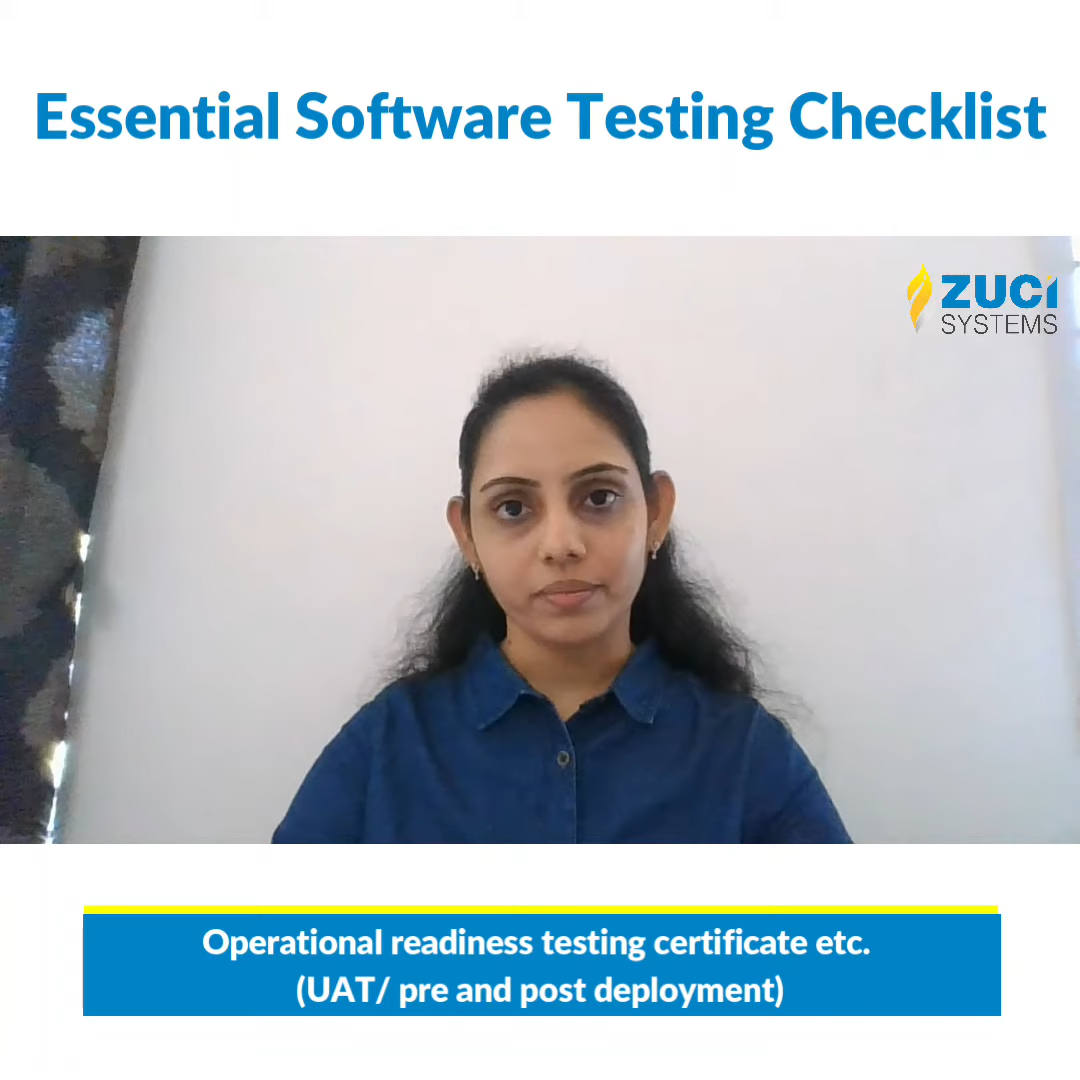 Essential Software Testing Checklist
ZUCI
SYSTEMS
Operational readiness testing certificate etc.
(UAT/ pre and post deployment)